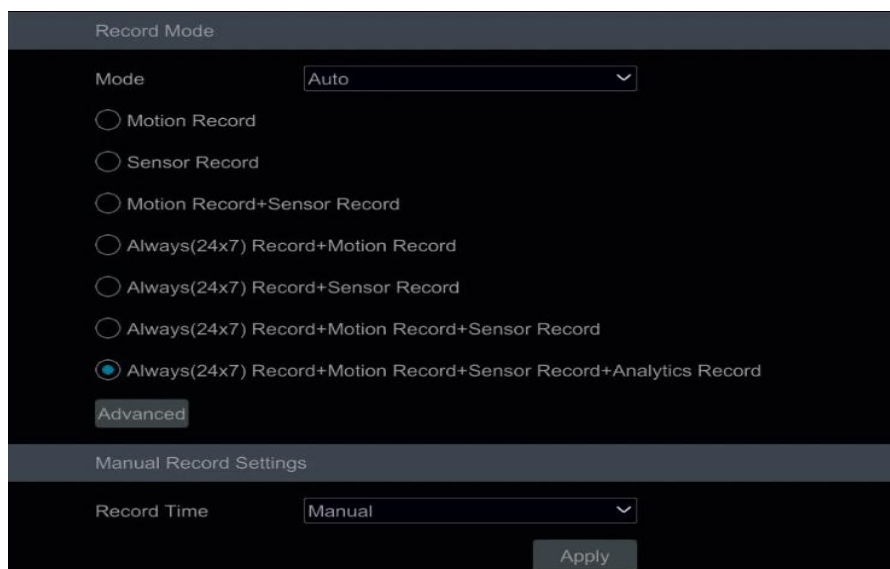 Record Mode
Mode Auto
Motion Record
Sensor Record
Motion Record+Sensor Record
Always(24x7) Record+Motion Record
Always(24x7) Record+Sensor Record
Always(24x7) Record+Motion Record+Sensor Record
Always(24x7) Record+Motion Record+Sensor Record+Analytics Record
Advanced
Manual Record Settings
Record Time Manual
Apply